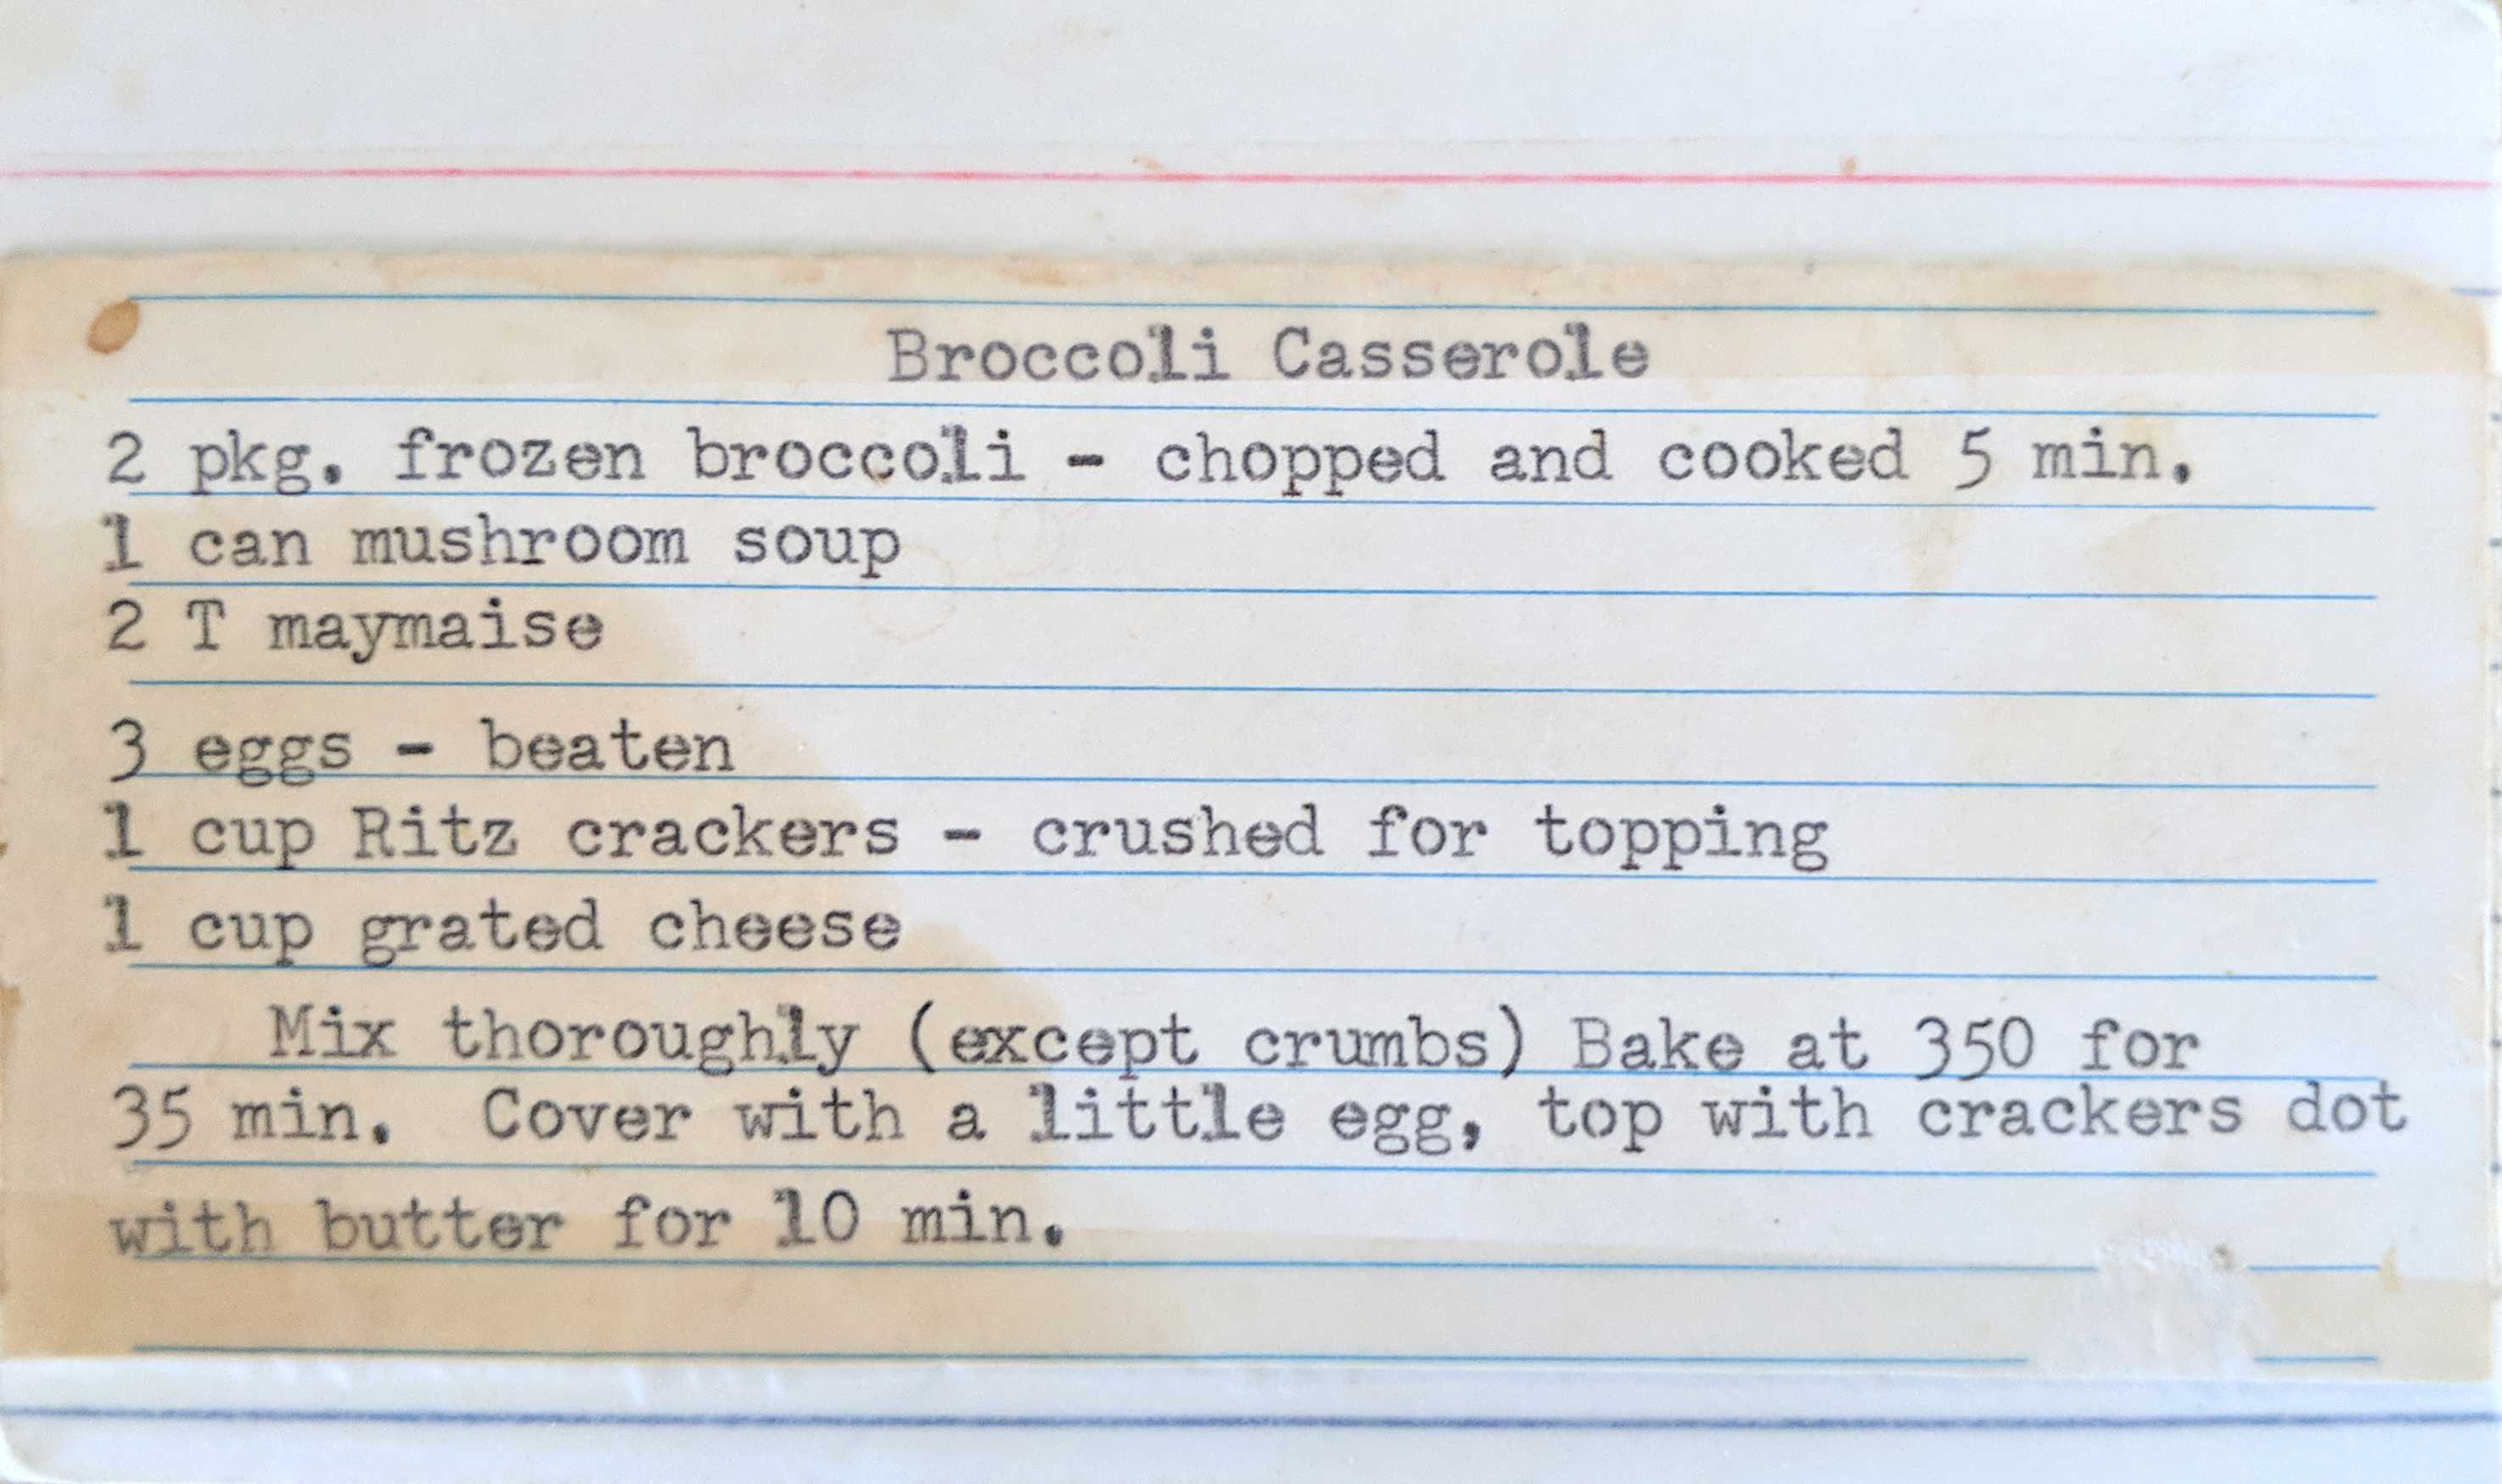 Broccoli Casserole
2 pkg. frozen broccoli - chopped and cooked 5 min.
1 can mushroom soup
2 T maymaise
3 eggs - beaten
1 cup Ritz crackers - crushed for topping
1 cup grated cheese
Mix thoroughly (except crumbs) Bake at 350 for
35 min. Cover with a little egg, top with crackers dot
with butter for 10 min.